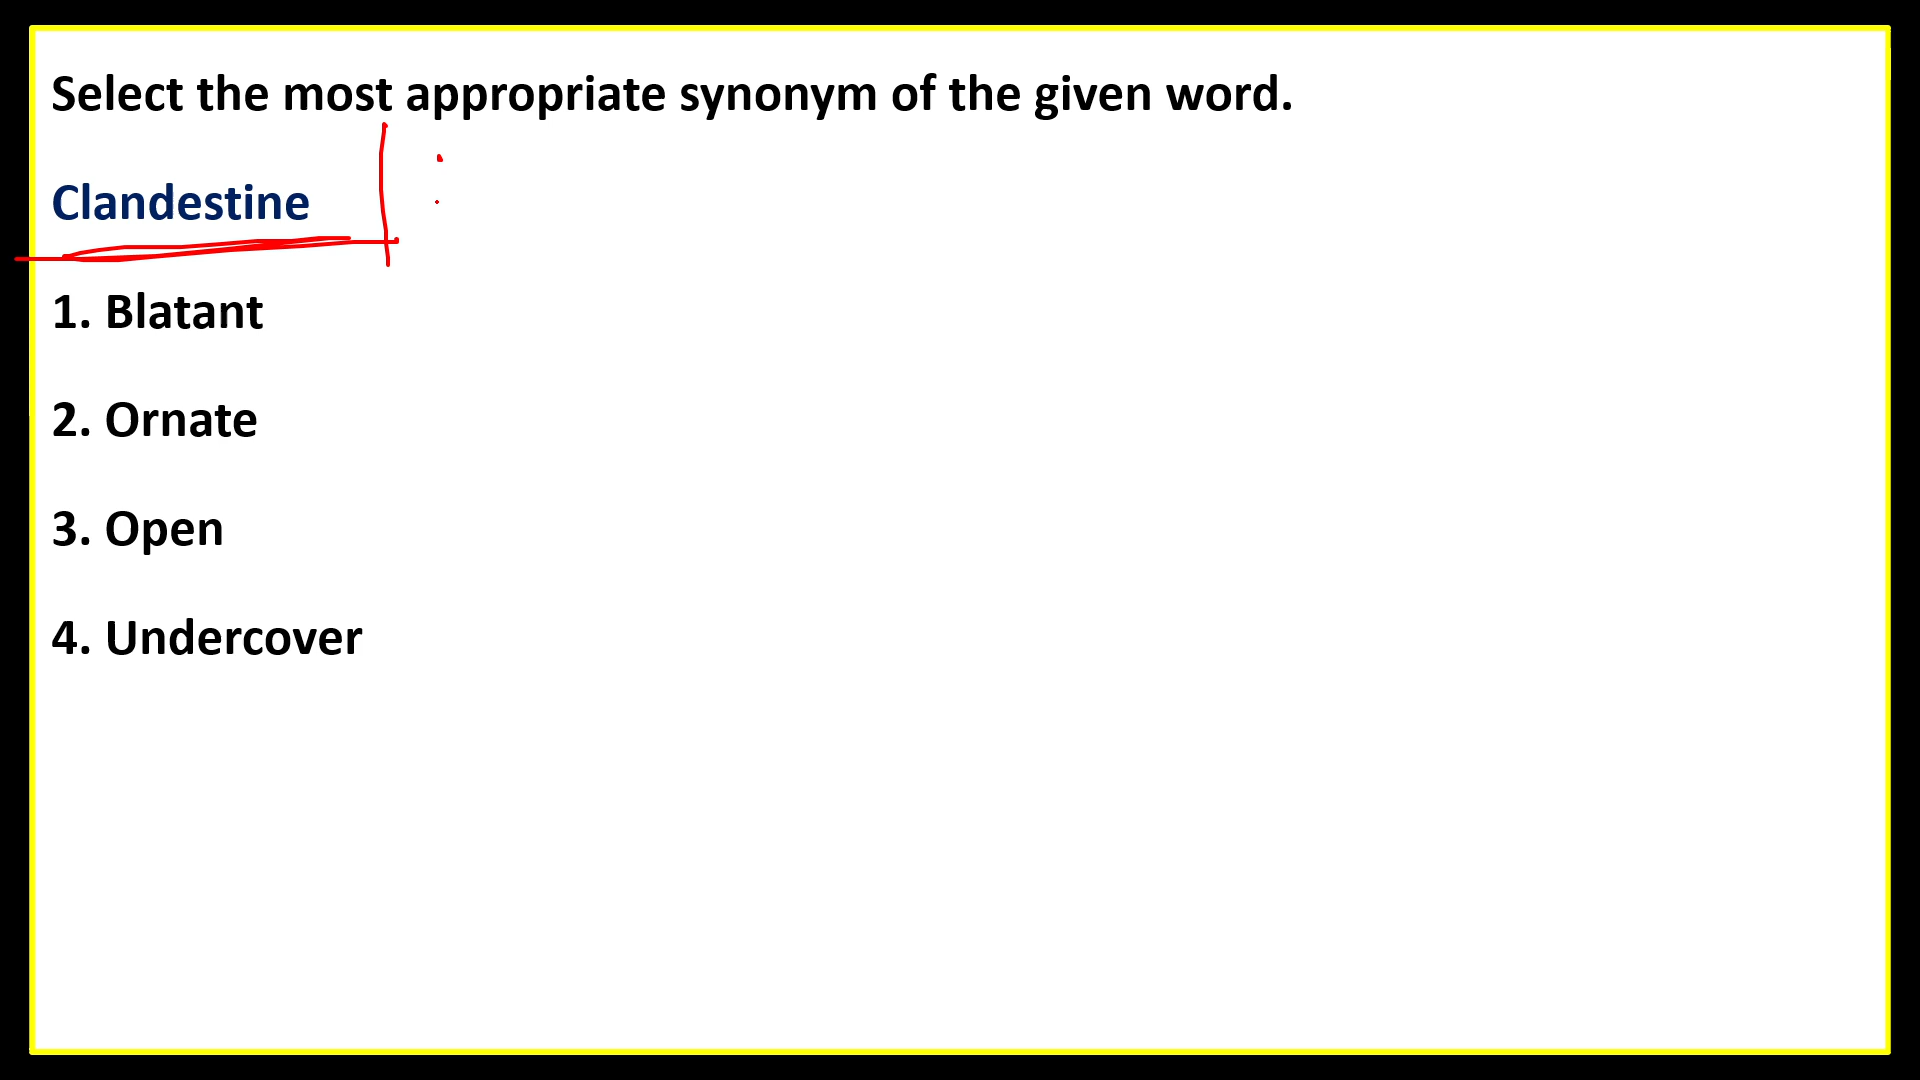 Select the most appropriate synonym of the given word.
Clandestine
1. Blatant
2. Ornate
3. Open
4. Undercover